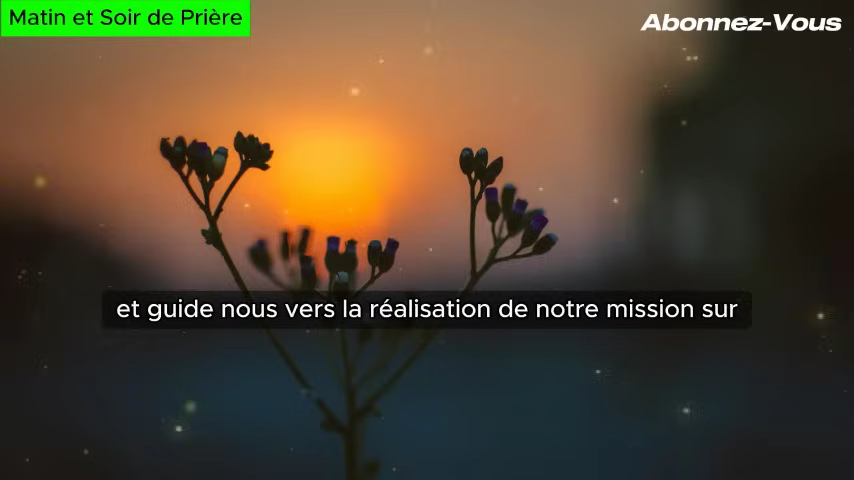 Matin et Soir de Prière
Abonnez-Vous
et guide nous vers la réalisation de notre mission sur